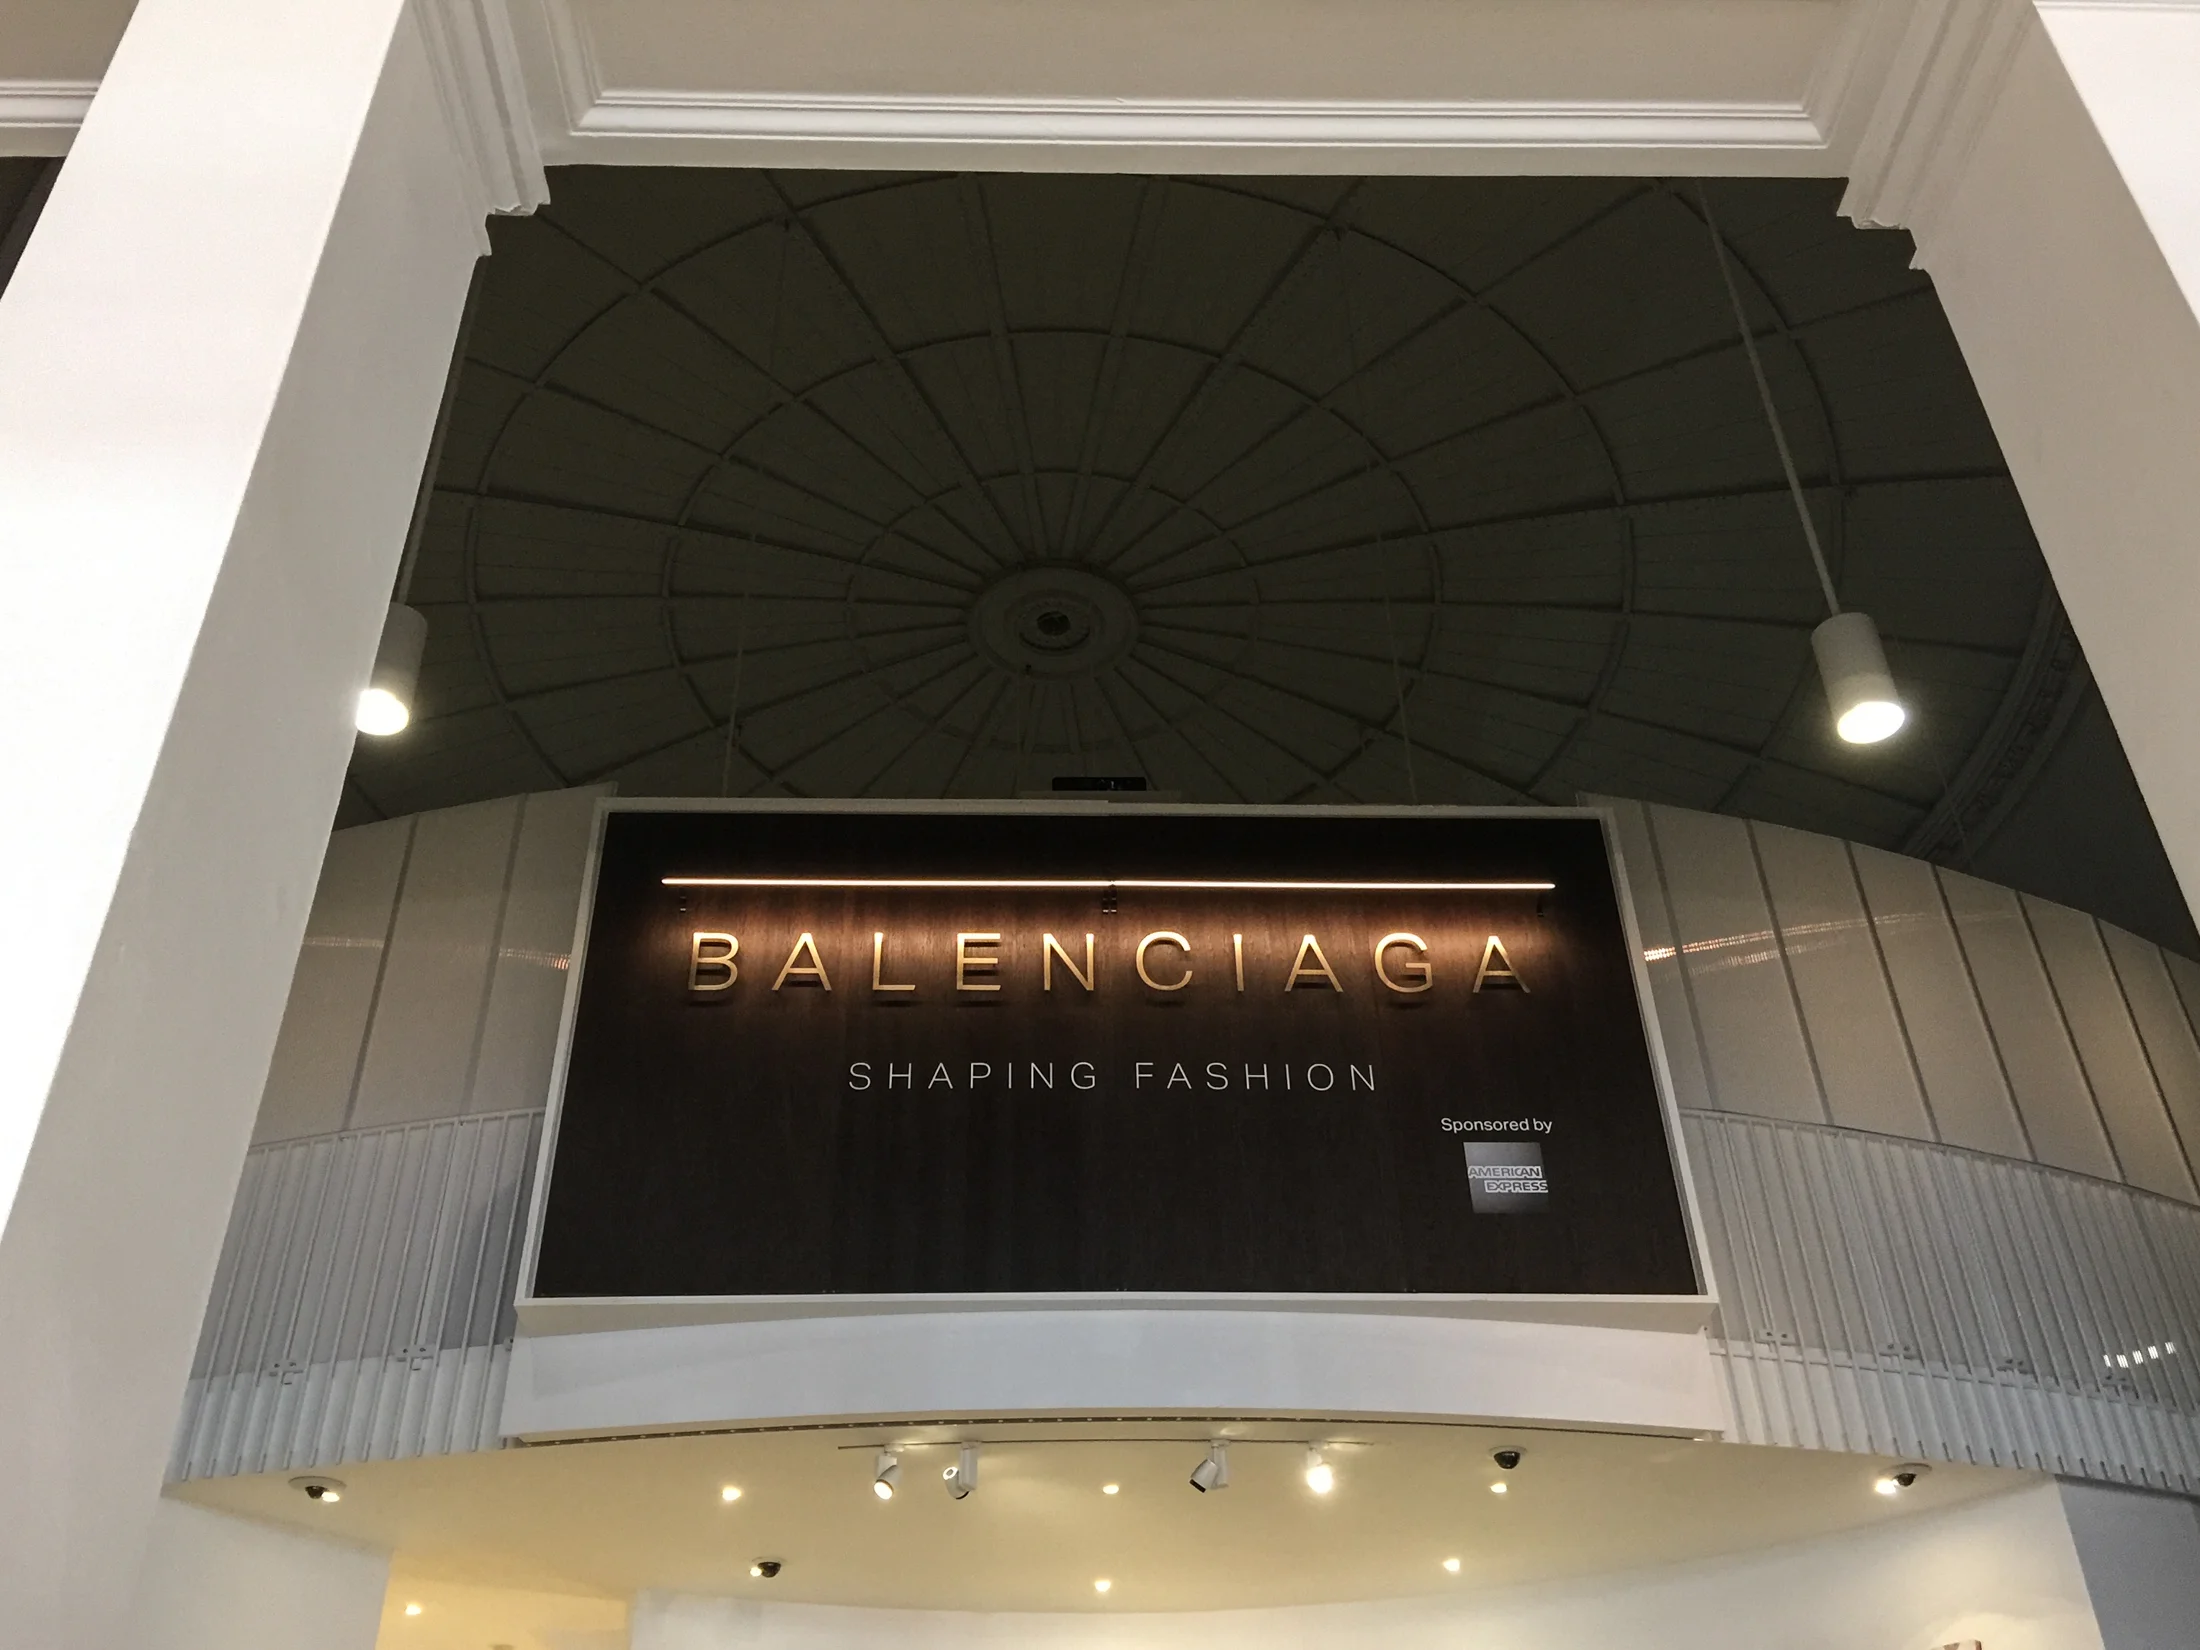 BALENCIAGA
SHAPING FASHION
Sponsored by
AMERICAN
EXPRESS